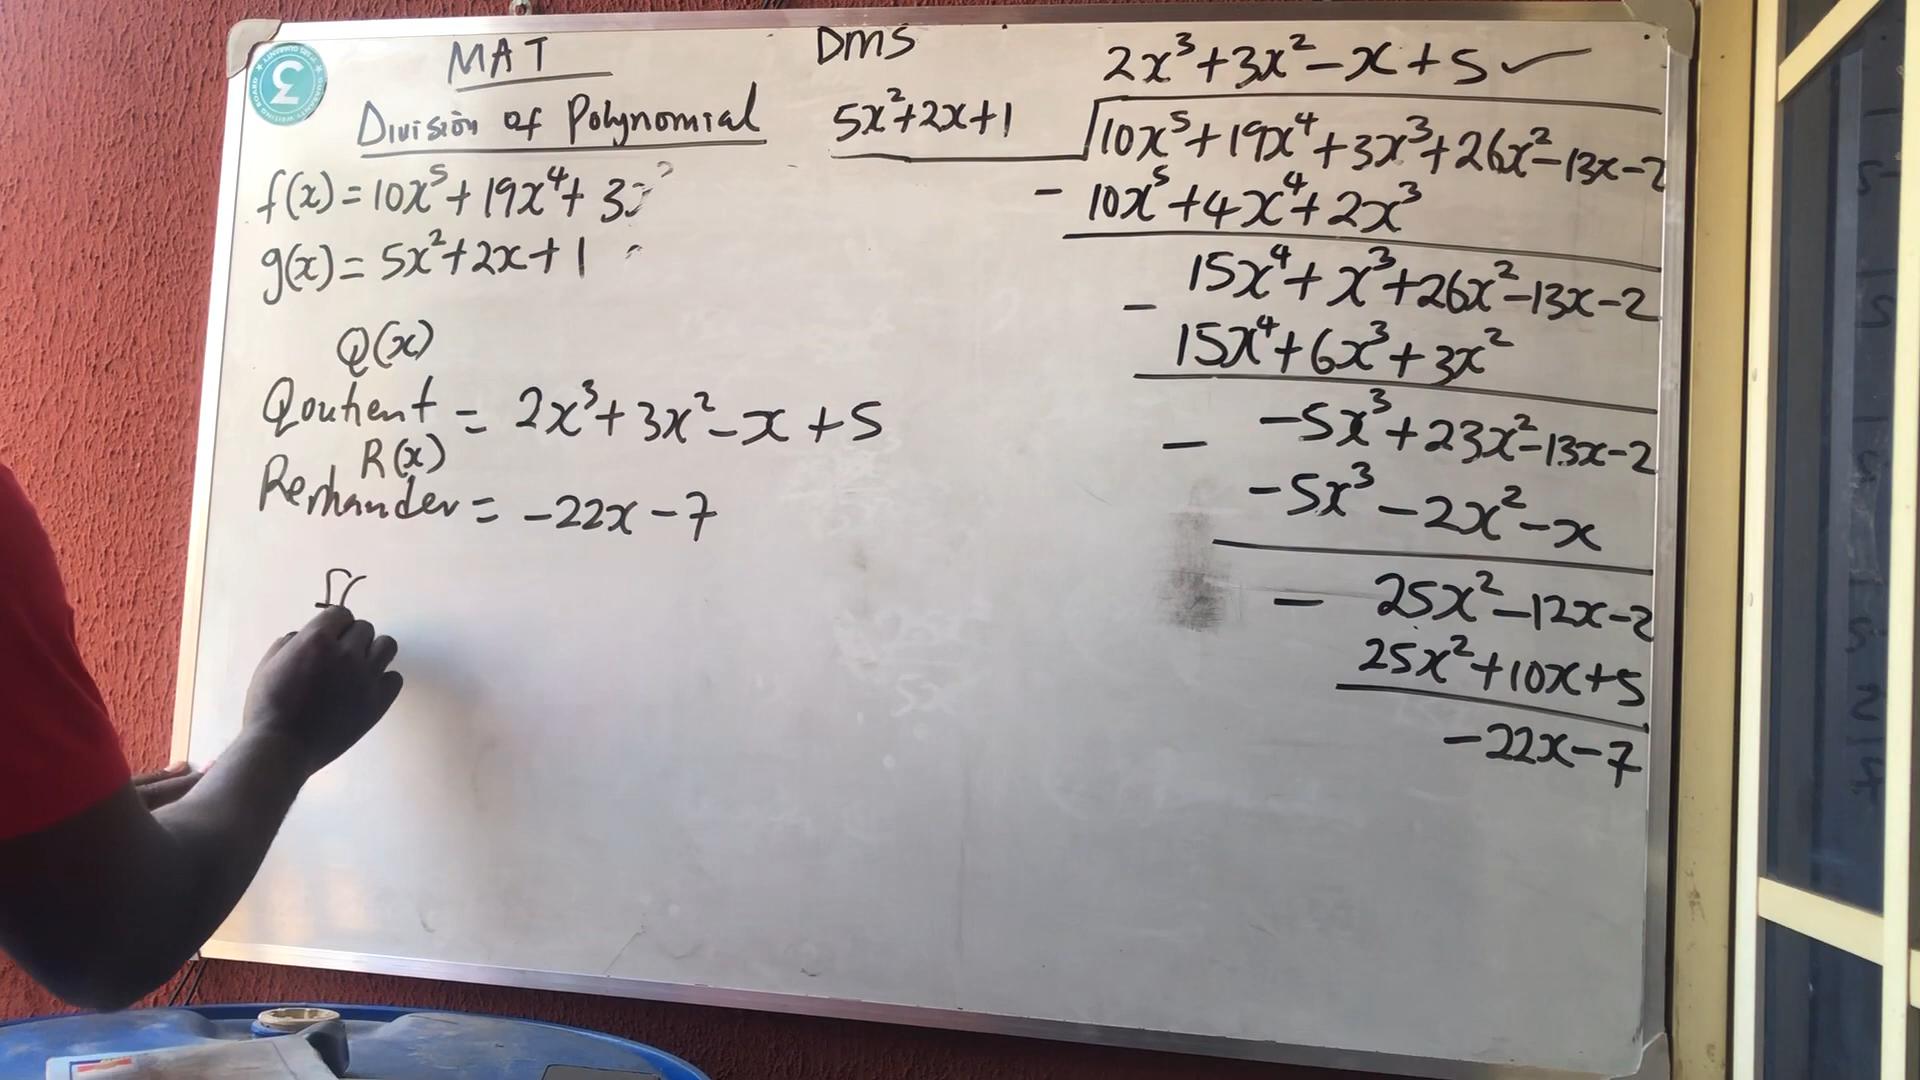 MAT
Division of Polynomial
f(x) = 10x⁵ + 19x⁴ + 3x
g(x) = 5x² + 2x + 1
Q(x)
Qoutient = 2x³ + 3x² - x + 5
R(x)
Remainder = -22x - 7
DMS
2x³ + 3x² - x + 5 ✓
5x² + 2x + 1 √10x⁵ + 19x⁴ + 3x³ + 26x² - 13x - 2
- 10x⁵ + 4x⁴ + 2x³
15x⁴ + x³ + 26x² - 13x - 2
- 15x⁴ + 6x³ + 3x²
-5x³ + 23x² - 13x - 2
- -5x³ - 2x² - x
25x² - 12x - 2
- 25x² + 10x + 5
-22x - 7